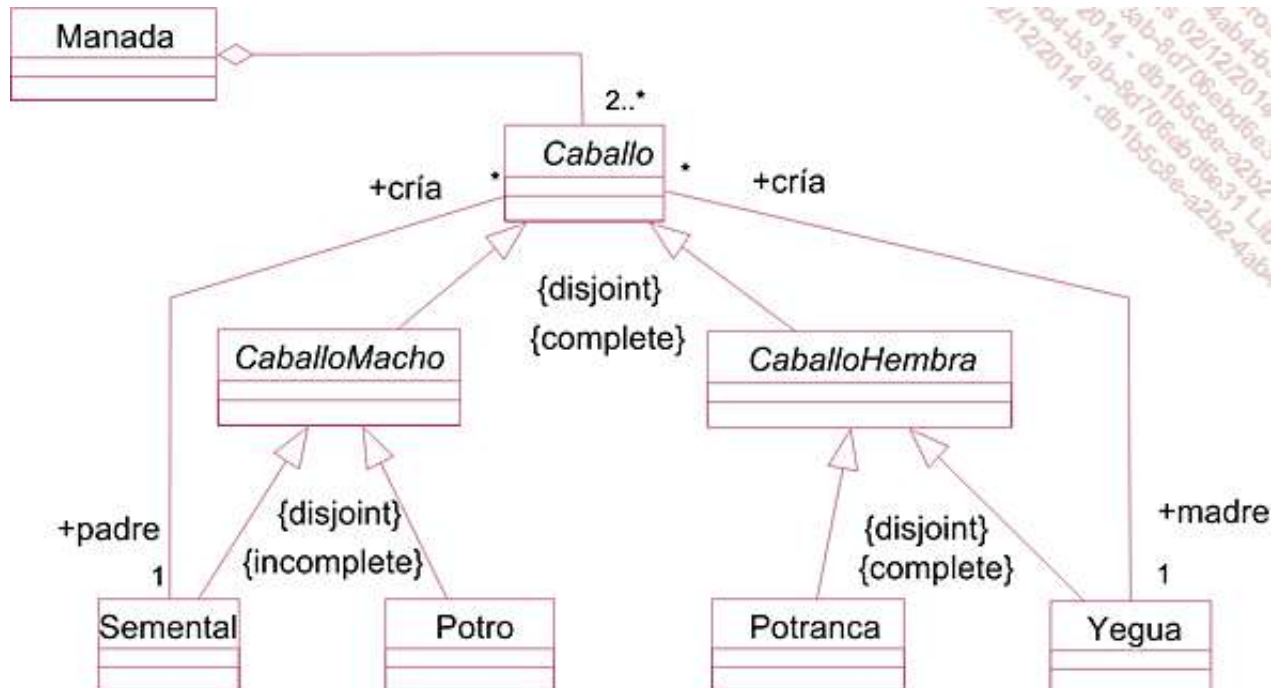 Manada
2..*
Caballo
+cría
*
*
+cría
{disjoint}
{complete}
CaballoMacho
CaballoHembra
{disjoint}
{incomplete}
{disjoint}
{complete}
+padre
1
+madre
1
Semental
Potro
Potranca
Yegua